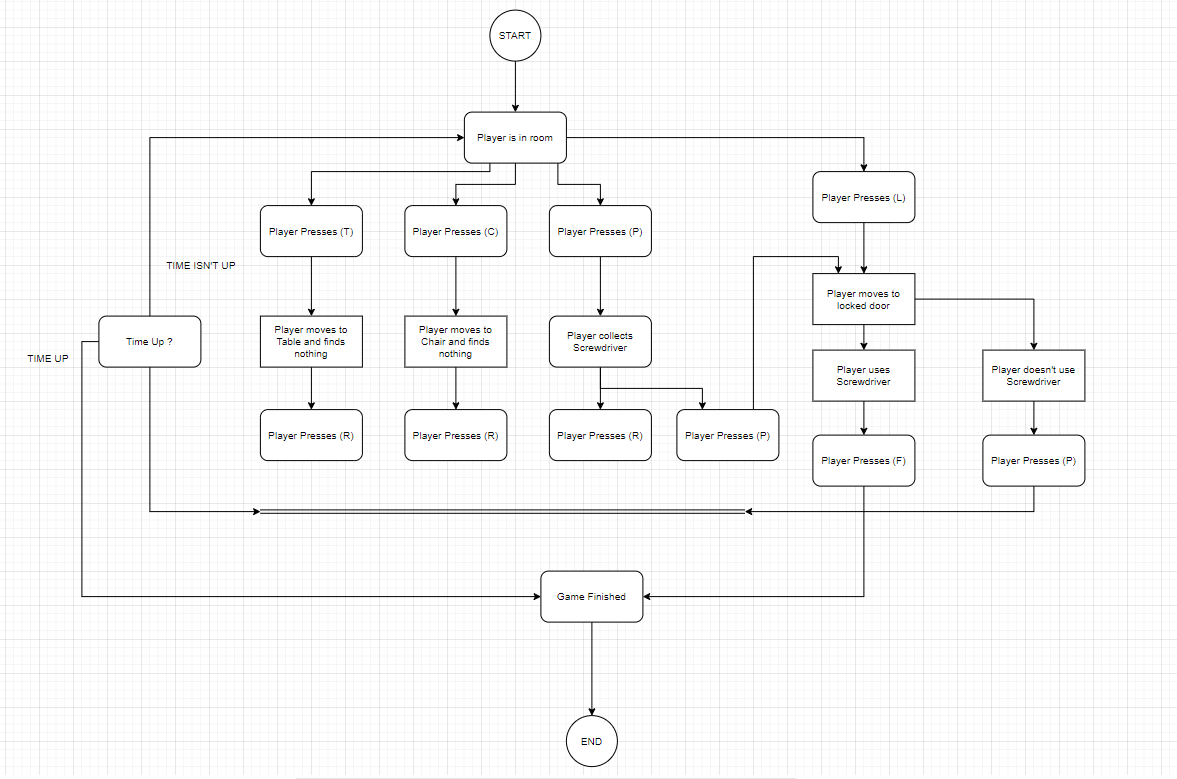 START
Player is in room
Player Presses (L)
Player Presses (T)
Player Presses (C)
Player Presses (P)
TIME ISN'T UP
Player moves to
locked door
Time Up ?
Player moves to
Table and finds
nothing
Player moves to
Chair and finds
nothing
Player collects
Screwdriver
TIME UP
Player uses
Screwdriver
Player doesn't use
Screwdriver
Player Presses (R)
Player Presses (R)
Player Presses (R)
Player Presses (P)
Player Presses (F)
Player Presses (P)
Game Finished
END